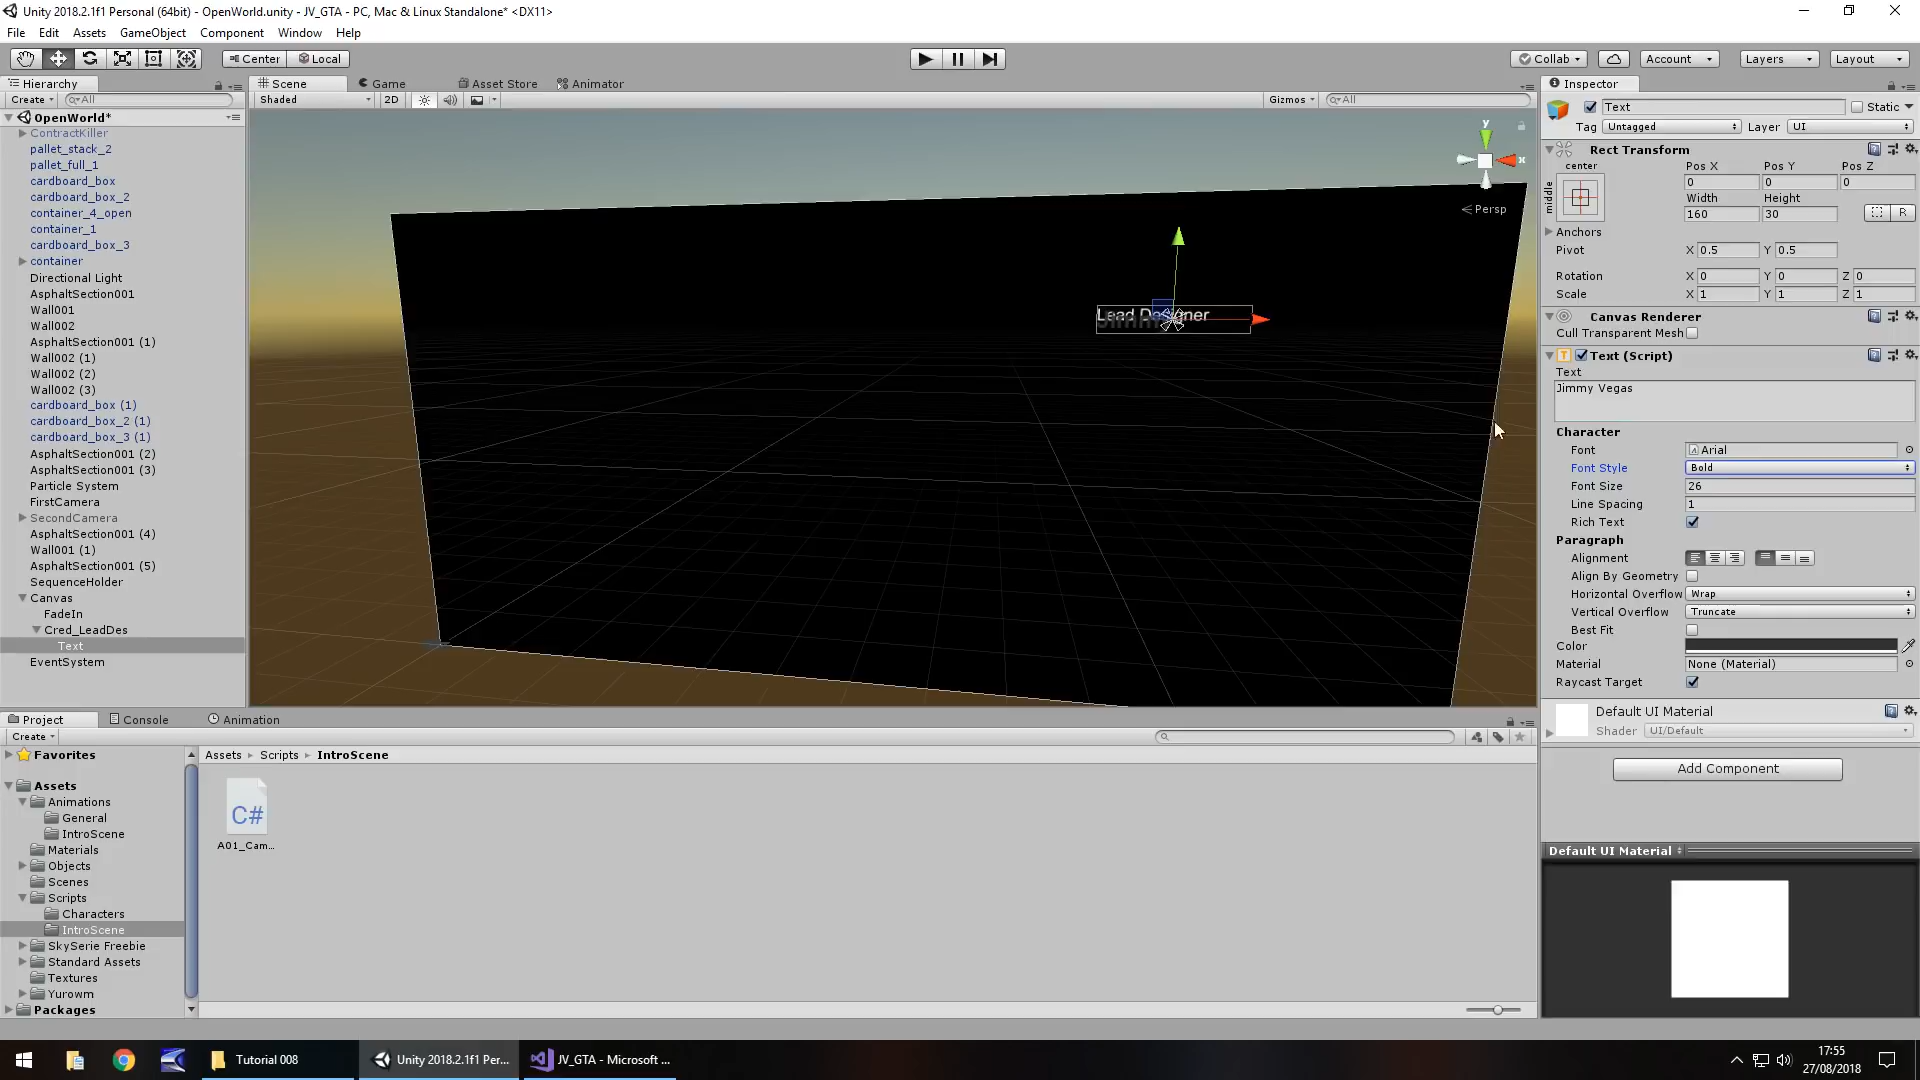 Unity 2018.2.1f1 Personal (64bit) - OpenWorld.unity - JV_GTA - PC, Mac & Linux Standalone* <DX11>
File Edit Assets GameObject Component Window Help
Center Local
Collab Account Layers Layout
Hierarchy
Create All
OpenWorld*
ContractKiller
pallet_stack_2
pallet_full_1
cardboard_box
cardboard_box_2
container_4_open
container_1
cardboard_box_3
container
Directional Light
AsphaltSection001
Wall001
Wall002
AsphaltSection001 (1)
Wall002 (1)
Wall002 (2)
Wall002 (3)
cardboard_box (1)
cardboard_box_2 (1)
cardboard_box_3 (1)
AsphaltSection001 (2)
AsphaltSection001 (3)
Particle System
FirstCamera
SecondCamera
AsphaltSection001 (4)
Wall001 (1)
AsphaltSection001 (5)
SequenceHolder
Canvas
FadeIn
Cred_LeadDes
Text
EventSystem
Scene Game Asset Store Animator
Shaded 2D Gizmos All
y
x
Persp
Lead Designer
Inspector
Text Static
Tag Untagged Layer UI
Rect Transform
center Pos X Pos Y Pos Z
middle 0 0 0
Width Height
160 30 R
Anchors
Pivot X 0.5 Y 0.5
Rotation X 0 Y 0 Z 0
Scale X 1 Y 1 Z 1
Canvas Renderer
Cull Transparent Mesh
Text (Script)
Text
Jimmy Vegas
Character
Font Arial
Font Style Bold
Font Size 26
Line Spacing 1
Rich Text
Paragraph
Alignment
Align By Geometry
Horizontal Overflow Wrap
Vertical Overflow Truncate
Best Fit
Color
Material None (Material)
Raycast Target
Default UI Material
Shader UI/Default
Add Component
Default UI Material
Project Console Animation
Create
Favorites
Assets
Animations
General
IntroScene
Materials
Objects
Scenes
Scripts
Characters
IntroScene
SkySerie Freebie
Standard Assets
Textures
Yurowm
Packages
Assets Scripts IntroScene
C#
A01_Cam...
Tutorial 008
Unity 2018.2.1f1 Per...
JV_GTA - Microsoft ...
17:55
27/08/2018